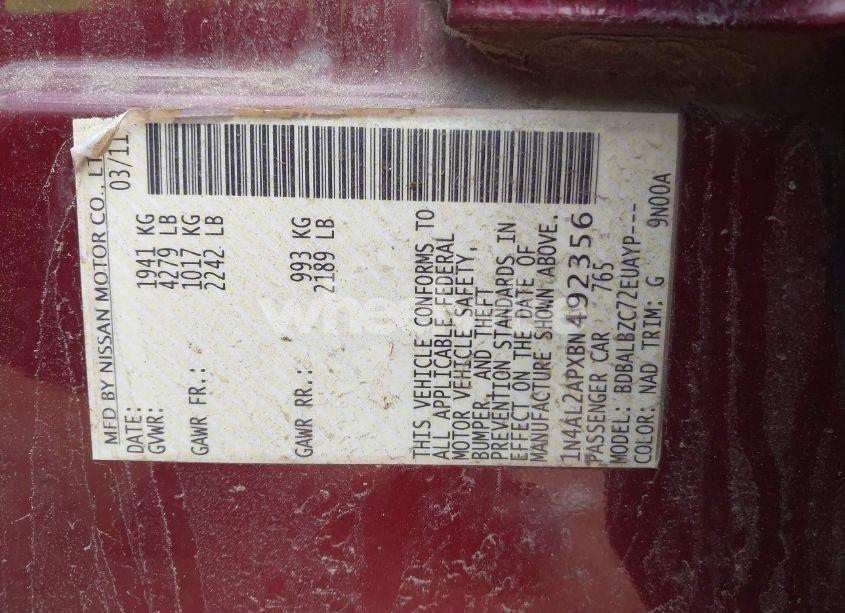 MFD BY NISSAN MOTOR CO., LT
DATE: 03/11
GVWR: 1941 KG
4279 LB
GAWR FR.: 1017 KG
2242 LB
GAWR RR.: 993 KG
2189 LB
THIS VEHICLE CONFORMS TO
ALL APPLICABLE FEDERAL
MOTOR VEHICLE SAFETY,
BUMPER, AND THEFT
PREVENTION STANDARDS IN
EFFECT ON THE DATE OF
MANUFACTURE SHOWN ABOVE.
1N4AL2APXBN492356
PASSENGER CAR 765
MODEL: BDBALBZC72EUAYP---
COLOR: NAD TRIM: G 9N00A